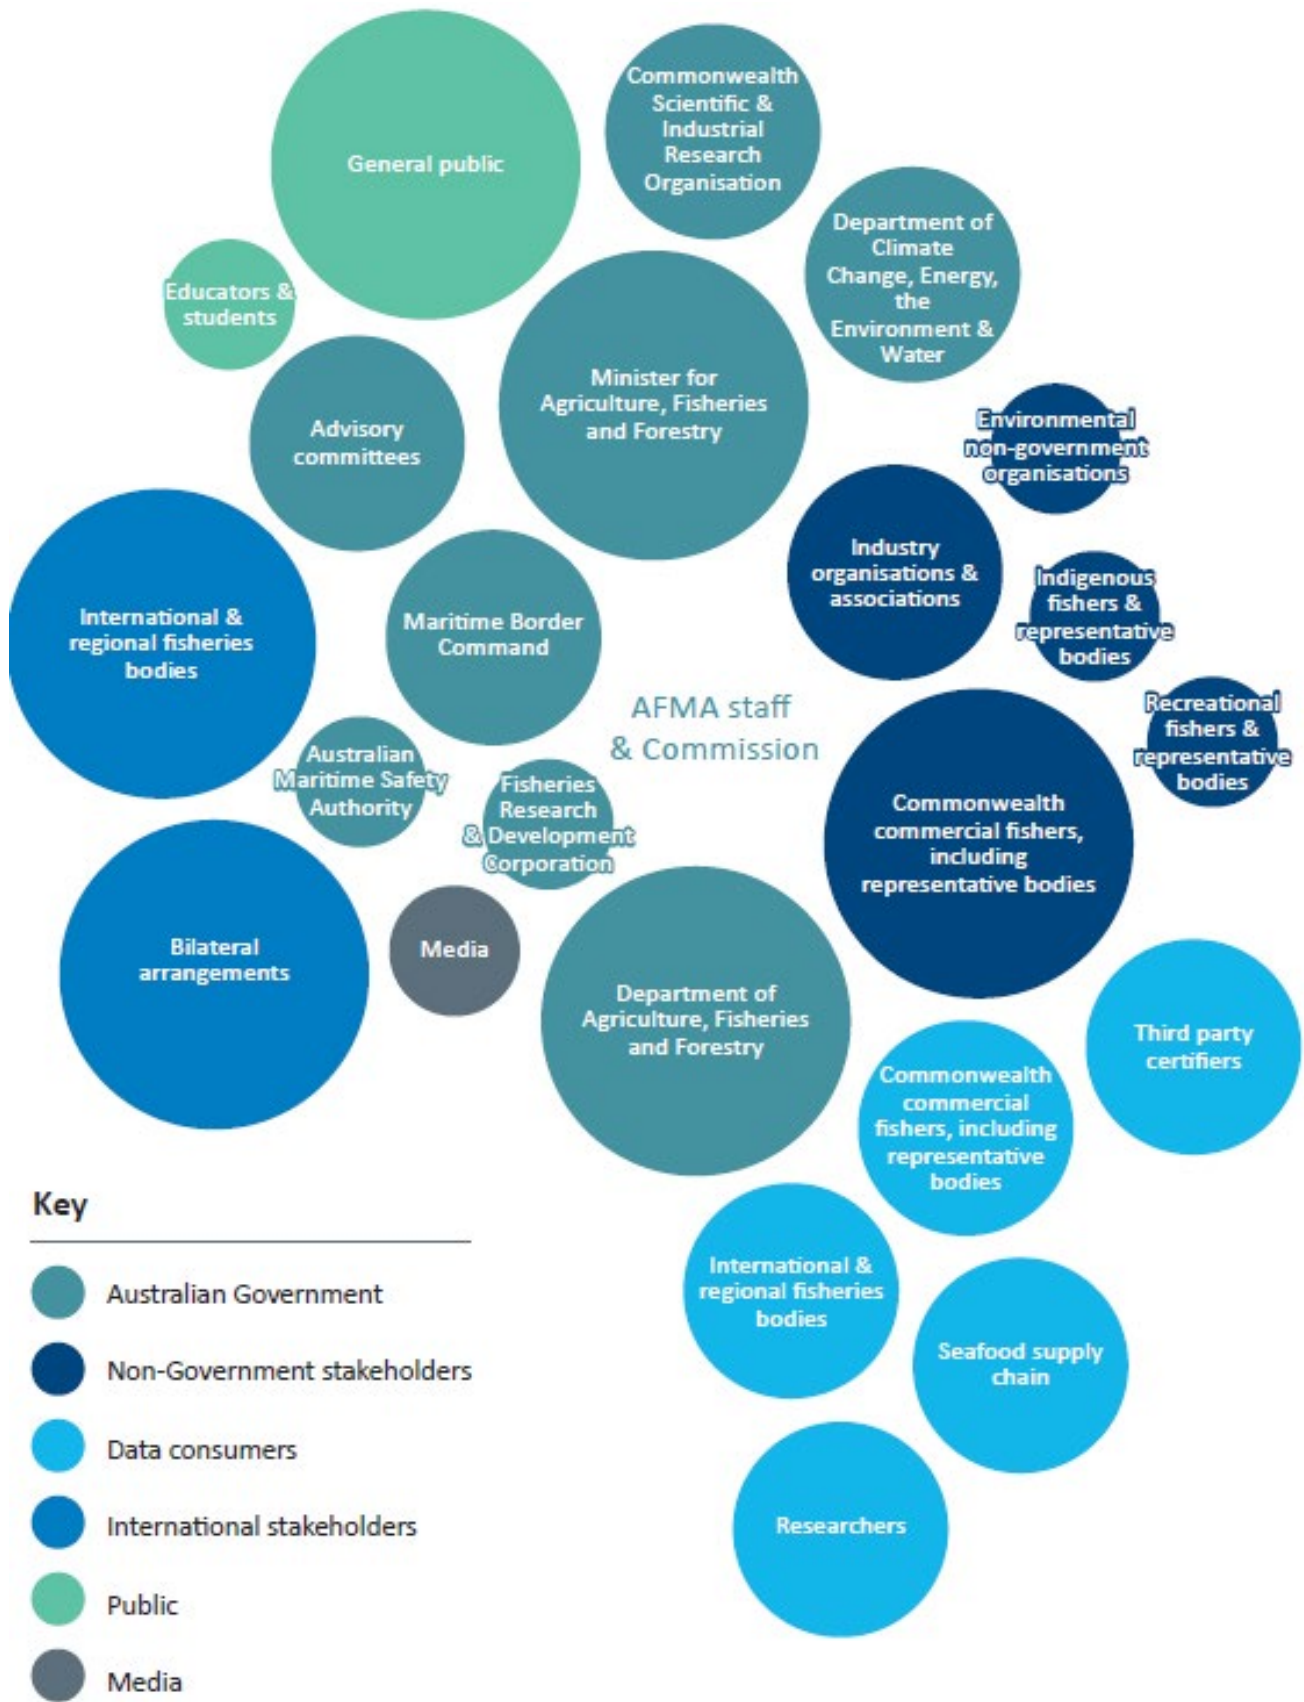 General public
Commonwealth
Scientific &
Industrial
Research
Organisation
Department of
Climate
Change, Energy,
the
Environment &
Water
Educators &
students
Minister for
Agriculture, Fisheries
and Forestry
Advisory
committees
Environmental
non-government
organisations
Industry
organisations &
associations
Indigenous
fishers &
representative
bodies
International &
regional fisheries
bodies
Maritime Border
Command
AFMA staff
& Commission
Recreational
fishers &
representative
bodies
Australian
Maritime Safety
Authority
Fisheries
Research
& Development
Corporation
Commonwealth
commercial fishers,
including
representative bodies
Bilateral
arrangements
Media
Department of
Agriculture, Fisheries
and Forestry
Third party
certifiers
Commonwealth
commercial
fishers, including
representative
bodies
International &
regional fisheries
bodies
Seafood supply
chain
Researchers
Key
Australian Government
Non-Government stakeholders
Data consumers
International stakeholders
Public
Media